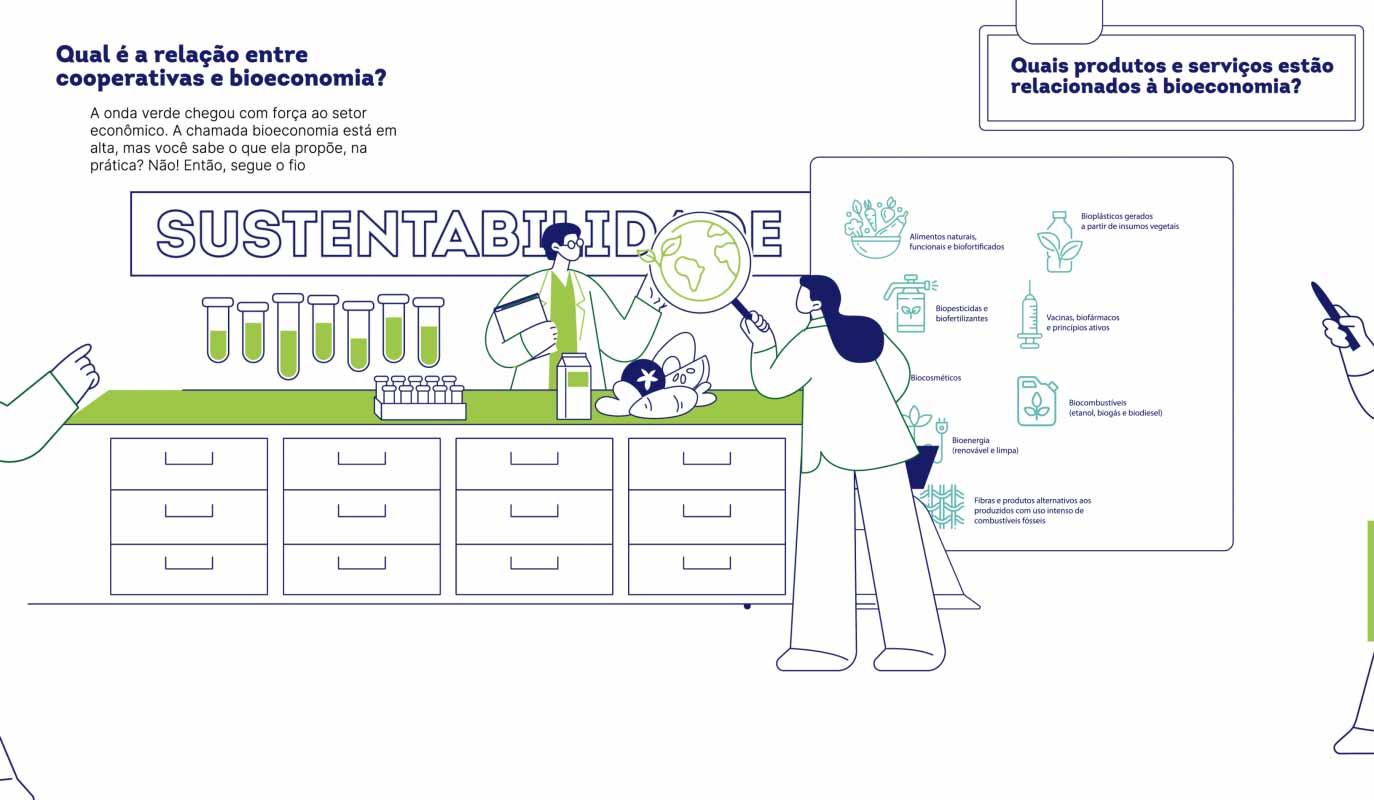 Qual é a relação entre
cooperativas e bioeconomia?
A onda verde chegou com força ao setor
econômico. A chamada bioeconomia está em
alta, mas você sabe o que ela propõe, na
prática? Não! Então, segue o fio
SUSTENTABILIDADE
Quais produtos e serviços estão
relacionados à bioeconomia?
Alimentos naturais,
funcionais e biofortificados
Bioplásticos gerados
a partir de insumos vegetais
Biopesticidas e
biofertilizantes
Vacinas, biofármacos
e princípios ativos
Biocosméticos
Biocombustíveis
(etanol, biogás e biodiesel)
Bioenergia
(renovável e limpa)
Fibras e produtos alternativos aos
produzidos com uso intenso de
combustíveis fósseis